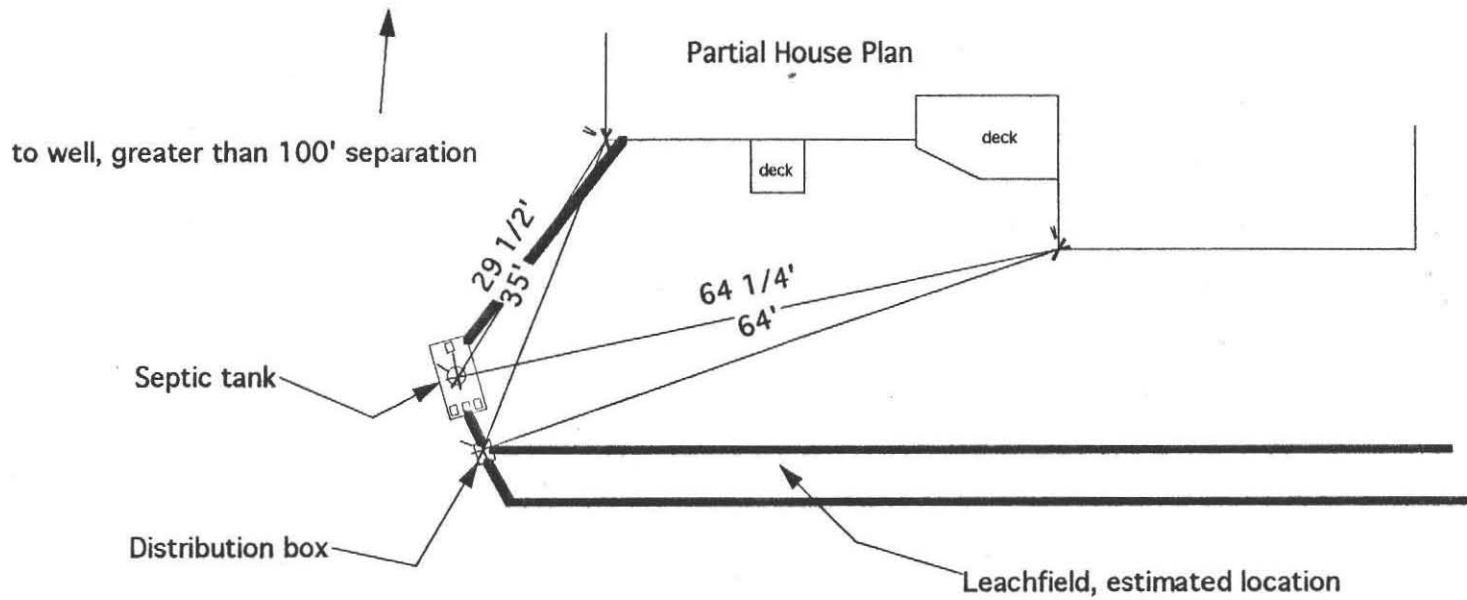 Partial House Plan
to well, greater than 100' separation
deck
deck
29 1/2'
35'
64 1/4'
64'
Septic tank
Distribution box
Leachfield, estimated location